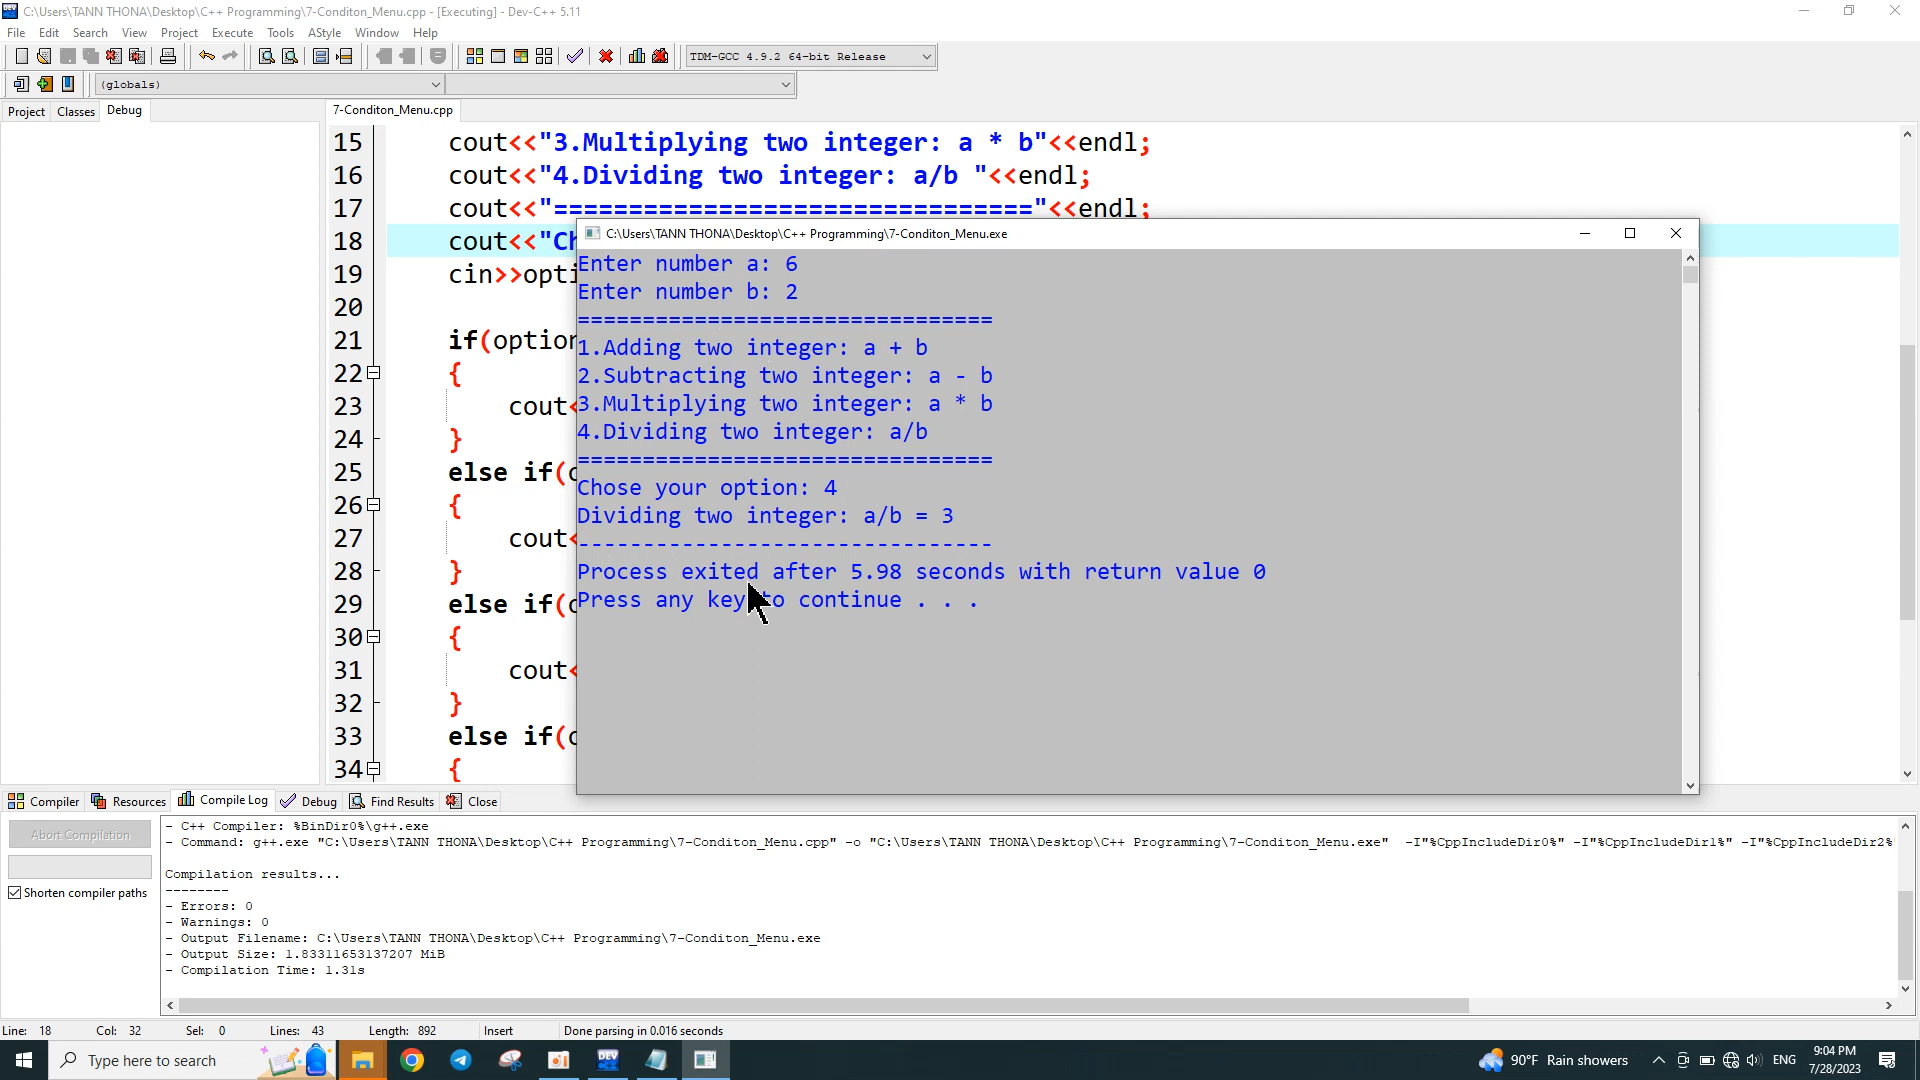 C:\Users\TANN THONA\Desktop\C++ Programming\7-Conditon_Menu.cpp - [Executing] - Dev-C++ 5.11
File Edit Search View Project Execute Tools AStyle Window Help
TDM-GCC 4.9.2 64-bit Release
(globals)
Project Classes Debug
7-Conditon_Menu.cpp
15 cout<<"3.Multiplying two integer: a * b"<<endl;
16 cout<<"4.Dividing two integer: a/b "<<endl;
17 cout<<"================================"<<endl;
18 cout<<"Ch
19 cin>>opti
20
21 if(option
22 {
23 cout<
24 }
25 else if(o
26 {
27 cout<
28 }
29 else if(o
30 {
31 cout<
32 }
33 else if(o
34 {
C:\Users\TANN THONA\Desktop\C++ Programming\7-Conditon_Menu.exe
Enter number a: 6
Enter number b: 2
================================
1.Adding two integer: a + b
2.Subtracting two integer: a - b
3.Multiplying two integer: a * b
4.Dividing two integer: a/b
================================
Chose your option: 4
Dividing two integer: a/b = 3
--------------------------------
Process exited after 5.98 seconds with return value 0
Press any key to continue . . .
Compiler Resources Compile Log Debug Find Results Close
Abort Compilation
Shorten compiler paths
- C++ Compiler: %BinDir0%\g++.exe
- Command: g++.exe "C:\Users\TANN THONA\Desktop\C++ Programming\7-Conditon_Menu.cpp" -o "C:\Users\TANN THONA\Desktop\C++ Programming\7-Conditon_Menu.exe" -I"%CppIncludeDir0%" -I"%CppIncludeDir1%" -I"%CppIncludeDir2%'
Compilation results...
--------
- Errors: 0
- Warnings: 0
- Output Filename: C:\Users\TANN THONA\Desktop\C++ Programming\7-Conditon_Menu.exe
- Output Size: 1.83311653137207 MiB
- Compilation Time: 1.31s
Line: 18 Col: 32 Sel: 0 Lines: 43 Length: 892 Insert Done parsing in 0.016 seconds
Type here to search
DEV
90°F Rain showers
ENG
9:04 PM
7/28/2023